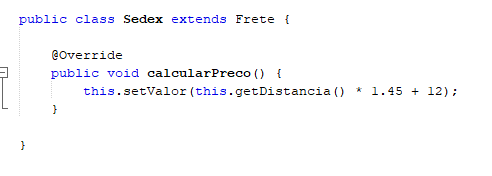 public class Sedex extends Frete {
@Override
public void calcularPreco() {
this.setValor(this.getDistancia() * 1.45 + 12);
}
}